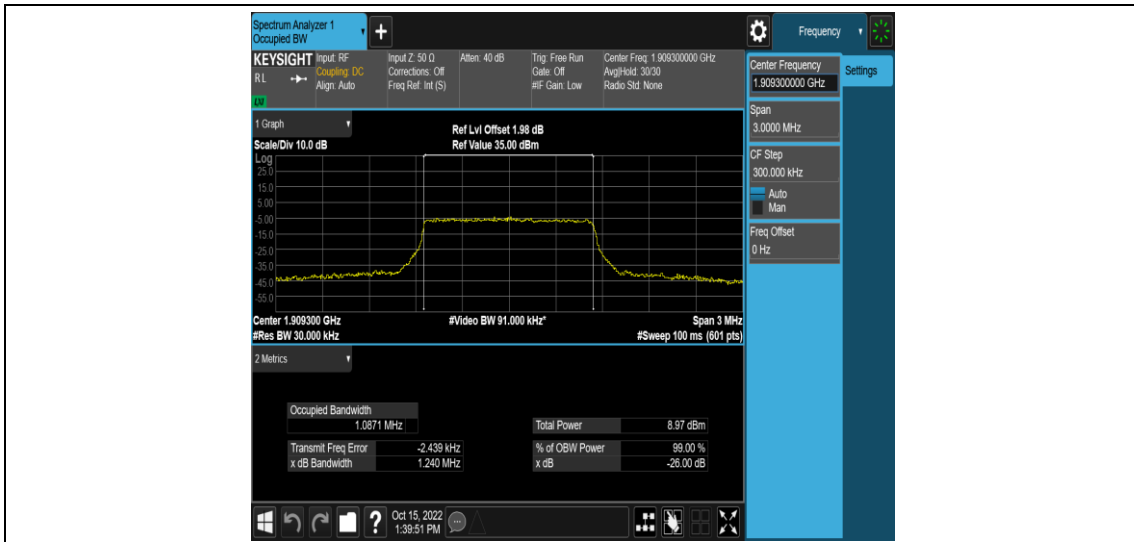 Spectrum Analyzer 1
Occupied BW
Frequency
KEYSIGHT
RL
LXI
Input: RF
Coupling: DC
Align: Auto
Input Z: 50 Ω
Corrections: Off
Freq Ref: Int (S)
Atten: 40 dB
Trig: Free Run
Gate: Off
#IF Gain: Low
Center Freq: 1.909300000 GHz
Avg|Hold: 30/30
Radio Std: None
Center Frequency
1.909300000 GHz
Settings
Span
3.0000 MHz
CF Step
300.000 kHz
Auto
Man
Freq Offset
0 Hz
1 Graph
Scale/Div 10.0 dB
Ref Lvl Offset 1.98 dB
Ref Value 35.00 dBm
Log
25.0
15.0
5.00
-5.00
-15.0
-25.0
-35.0
-45.0
-55.0
Center 1.909300 GHz
#Res BW 30.000 kHz
#Video BW 91.000 kHz*
Span 3 MHz
#Sweep 100 ms (601 pts)
2 Metrics
Occupied Bandwidth
1.0871 MHz
Total Power 8.97 dBm
Transmit Freq Error -2.439 kHz
% of OBW Power 99.00 %
x dB Bandwidth 1.240 MHz
x dB -26.00 dB
?
Oct 15, 2022
1:39:51 PM